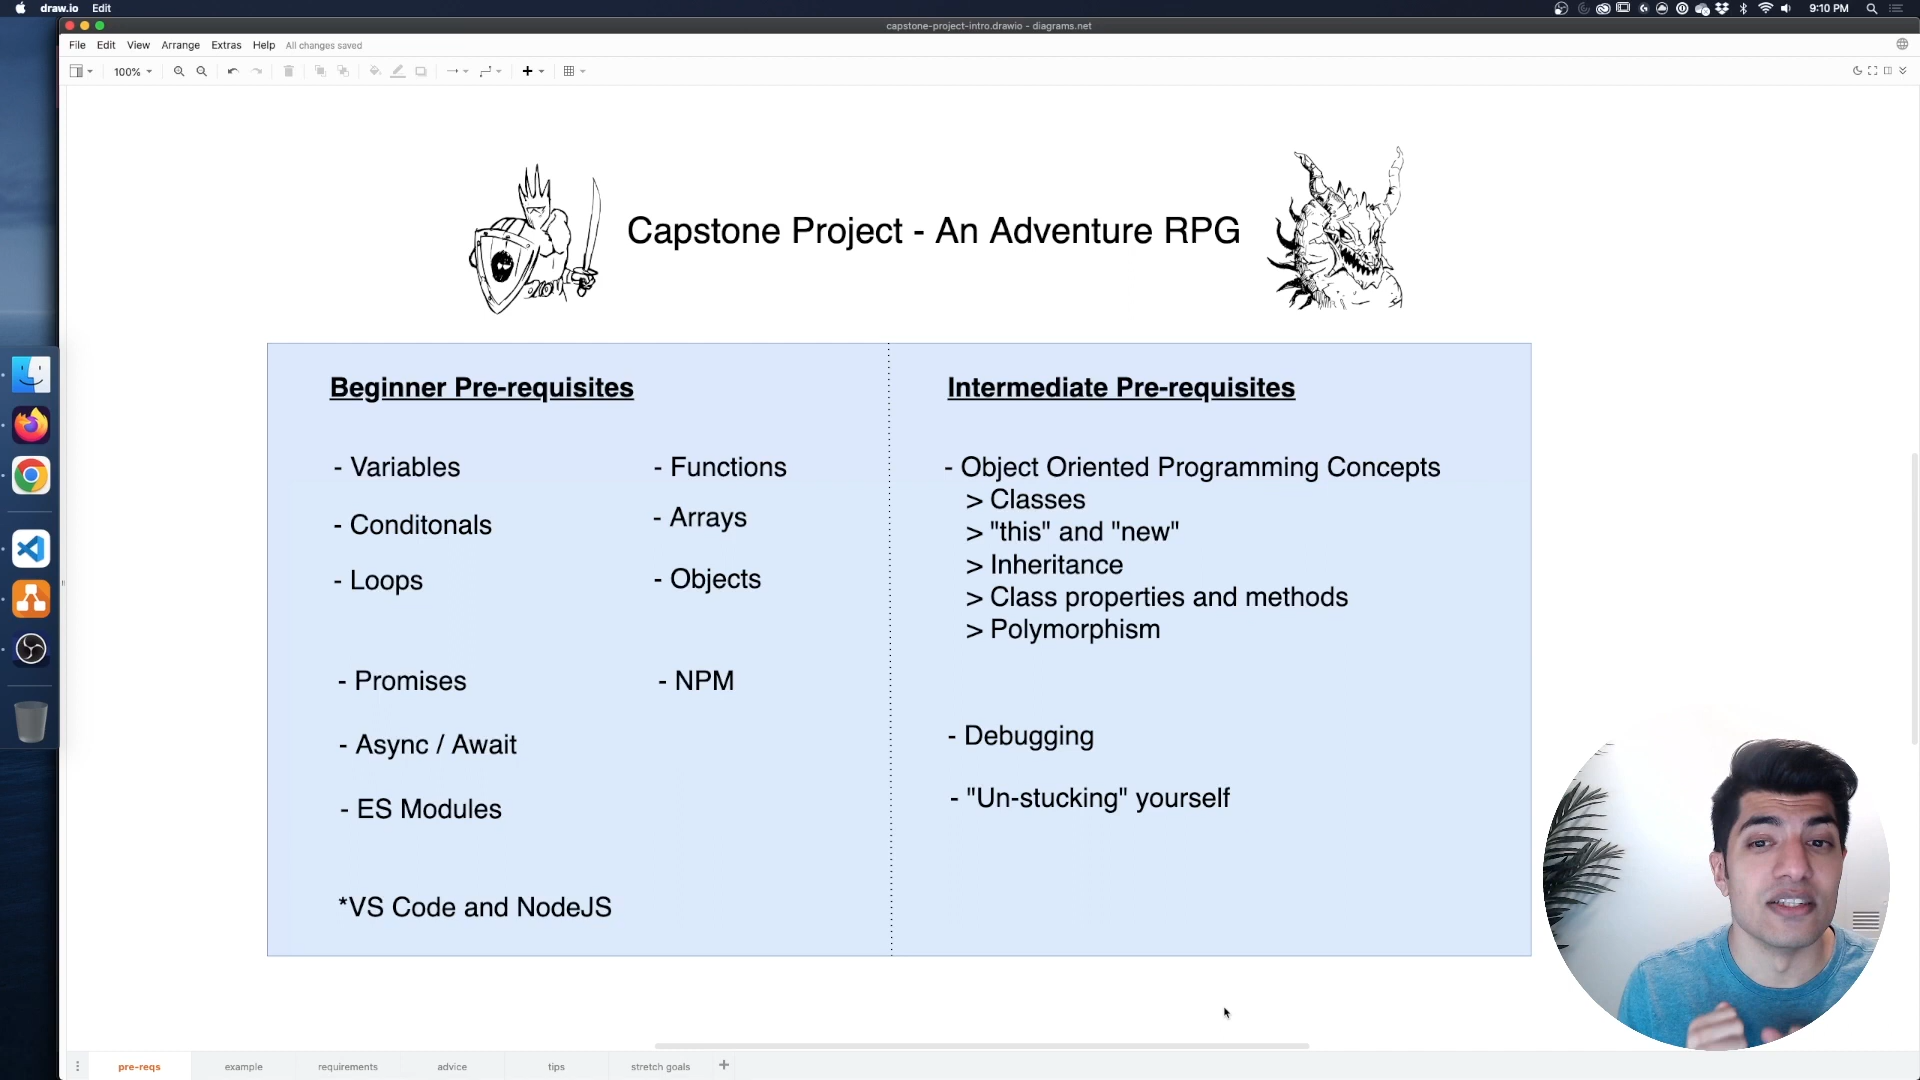 draw.io Edit
9:10 PM
capstone-project-intro.drawio - diagrams.net
File Edit View Arrange Extras Help All changes saved
100%
Capstone Project - An Adventure RPG
Beginner Pre-requisites
- Variables
- Functions
- Conditonals
- Arrays
- Loops
- Objects
- Promises
- NPM
- Async / Await
- ES Modules
*VS Code and NodeJS
Intermediate Pre-requisites
- Object Oriented Programming Concepts
> Classes
> "this" and "new"
> Inheritance
> Class properties and methods
> Polymorphism
- Debugging
- "Un-stucking" yourself
pre-reqs example requirements advice tips stretch goals